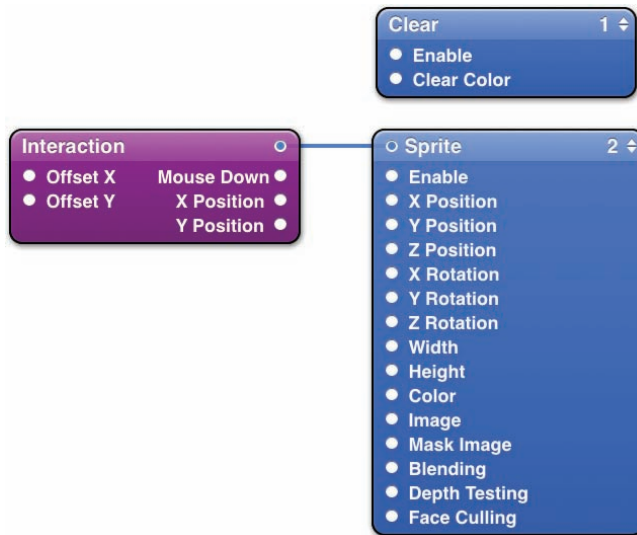 Clear 1
Enable
Clear Color
Interaction
Offset X Mouse Down
Offset Y X Position
Y Position
Sprite 2
Enable
X Position
Y Position
Z Position
X Rotation
Y Rotation
Z Rotation
Width
Height
Color
Image
Mask Image
Blending
Depth Testing
Face Culling